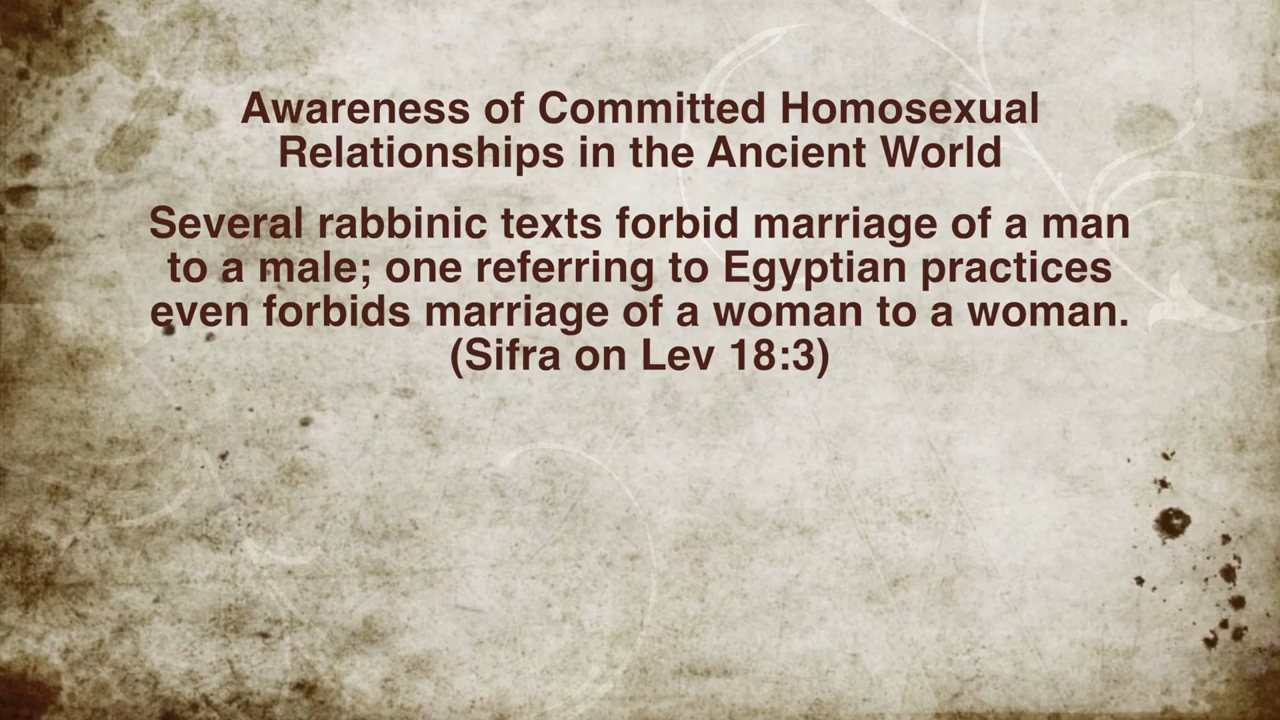 Awareness of Committed Homosexual
Relationships in the Ancient World
Several rabbinic texts forbid marriage of a man
to a male; one referring to Egyptian practices
even forbids marriage of a woman to a woman.
(Sifra on Lev 18:3)